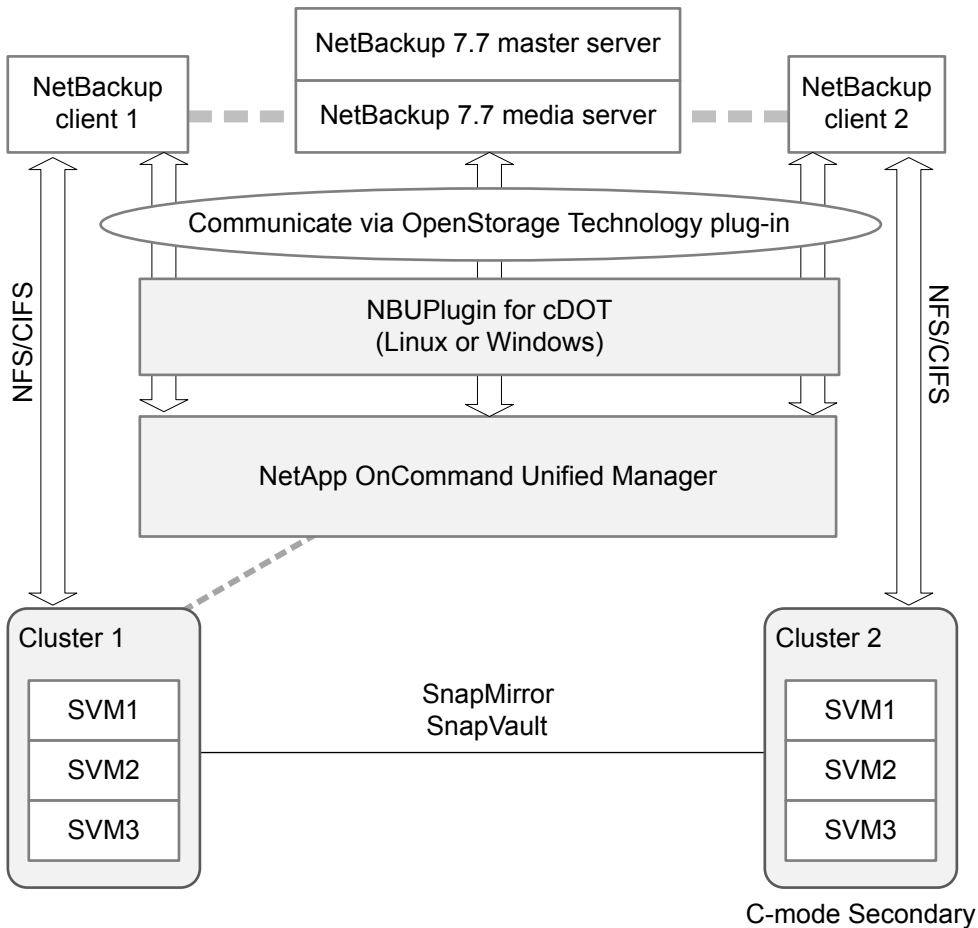 NetBackup 7.7 master server
NetBackup
client 1
NetBackup 7.7 media server
NetBackup
client 2
Communicate via OpenStorage Technology plug-in
NFS/CIFS
NBUPlugin for cDOT
(Linux or Windows)
NFS/CIFS
NetApp OnCommand Unified Manager
Cluster 1
SVM1
SVM2
SVM3
SnapMirror
SnapVault
Cluster 2
SVM1
SVM2
SVM3
C-mode Secondary